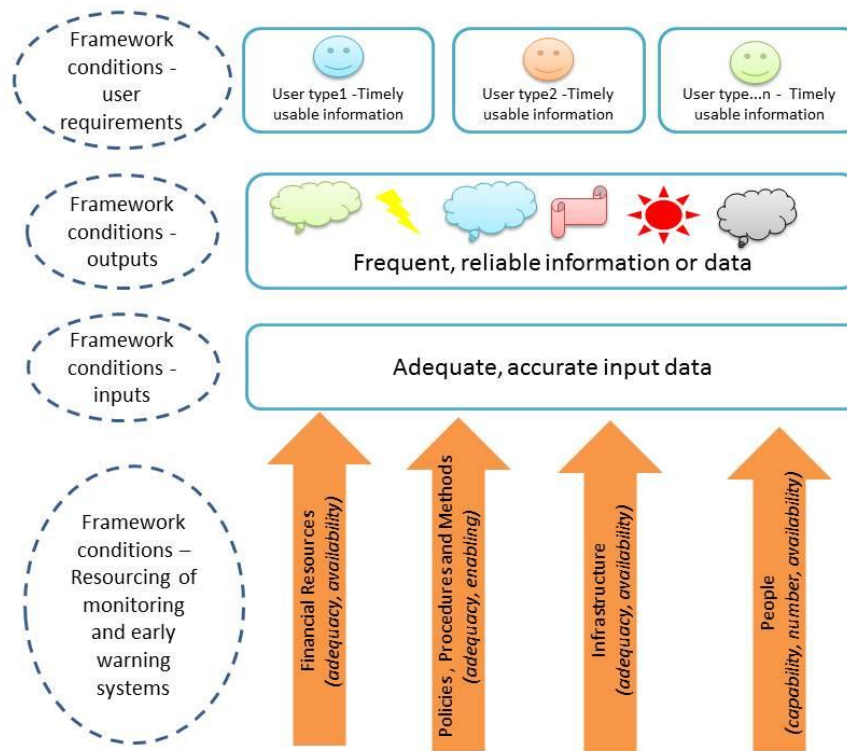 Framework
conditions -
user
requirements
User type1 -Timely
usable information
User type2 -Timely
usable information
User type...n - Timely
usable information
Framework
conditions -
outputs
Frequent, reliable information or data
Framework
conditions -
inputs
Adequate, accurate input data
Framework
conditions –
Resourcing of
monitoring
and early
warning
systems
Financial Resources
(adequacy, availability)
Policies , Procedures and Methods
(adequacy, enabling)
Infrastructure
(adequacy, availability)
People
(capability, number, availability)